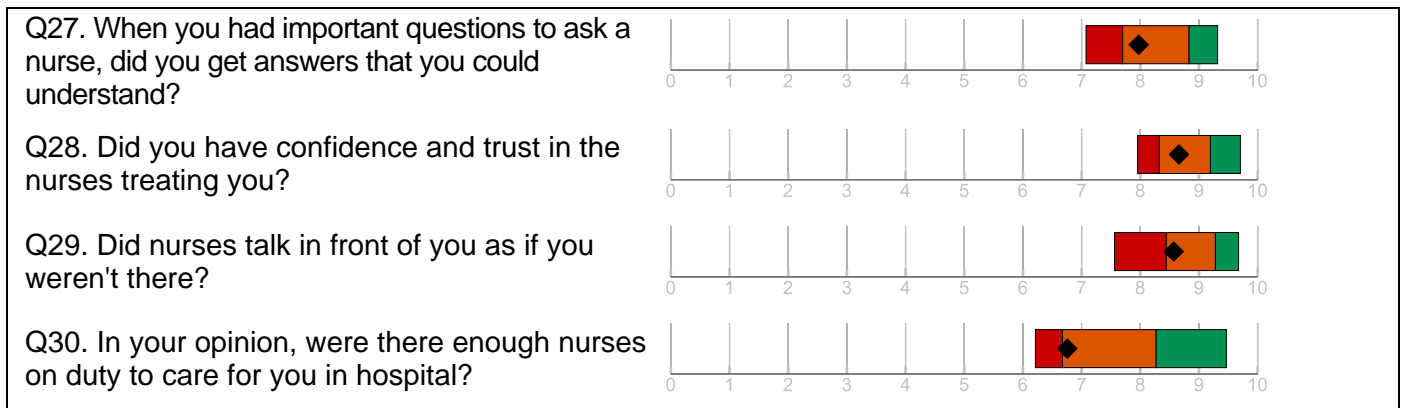 Q27. When you had important questions to ask a
nurse, did you get answers that you could
understand?
0 1 2 3 4 5 6 7 8 9 10
Q28. Did you have confidence and trust in the
nurses treating you?
0 1 2 3 4 5 6 7 8 9 10
Q29. Did nurses talk in front of you as if you
weren't there?
0 1 2 3 4 5 6 7 8 9 10
Q30. In your opinion, were there enough nurses
on duty to care for you in hospital?
0 1 2 3 4 5 6 7 8 9 10